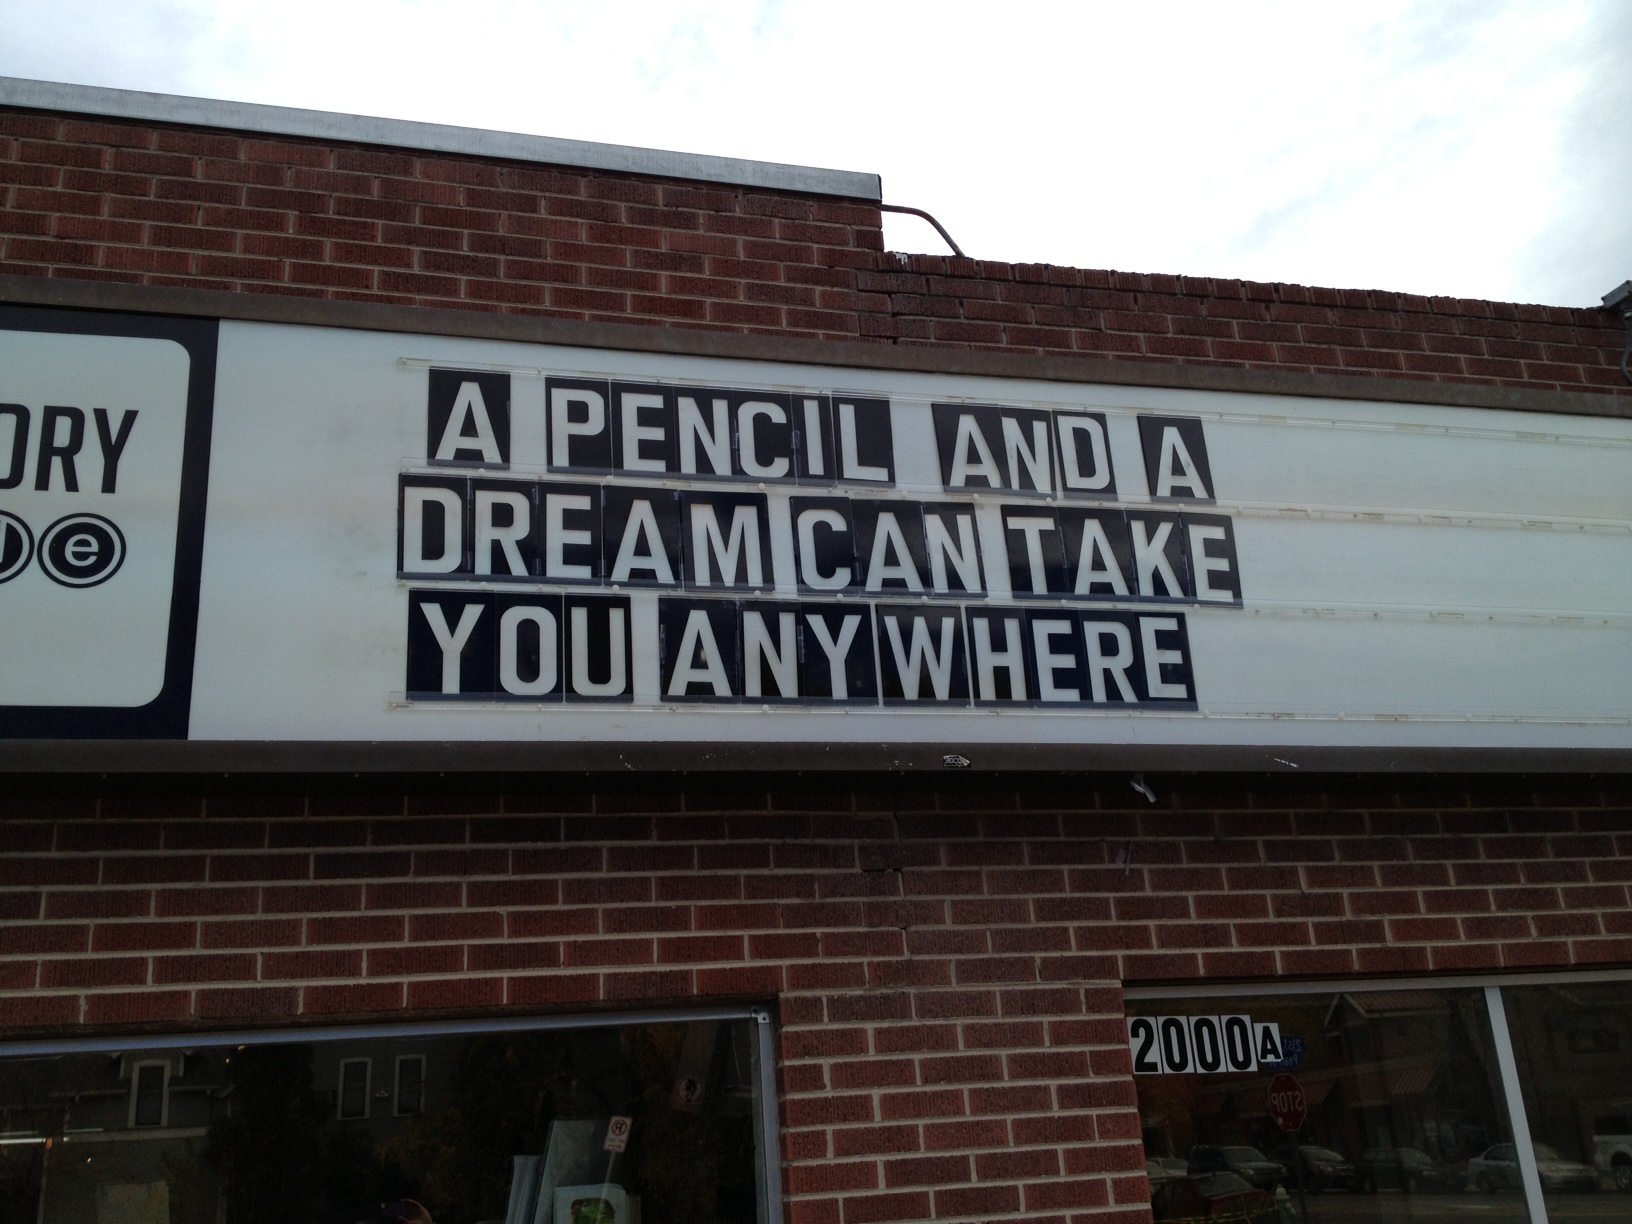 A PENCIL AND A
DREAM CAN TAKE
YOU ANYWHERE
ORY
e
2000A
STOP